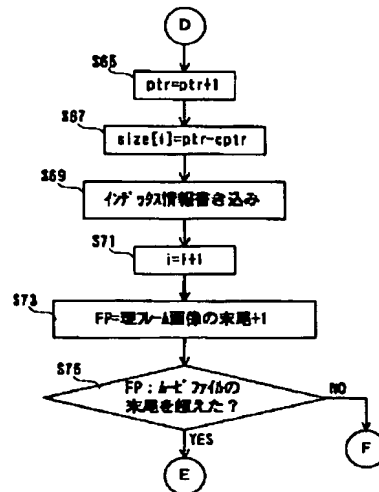 D
S65
ptr=ptr+1
S67
size[i]=ptr-cptr
S69
インデックス情報書き込み
S71
i=i+1
S73
FP=現フレーム画像の末尾+1
S75
FP:ムービファイルの
末尾を超えた?
NO
YES
F
E